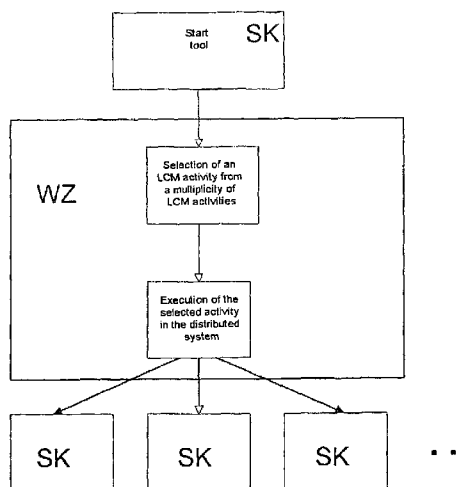 Start
tool
SK
Selection of an
LCM activity from
a multiplicity of
LCM activities
WZ
Execution of the
selected activity
in the distributed
system
SK
SK
SK
. .